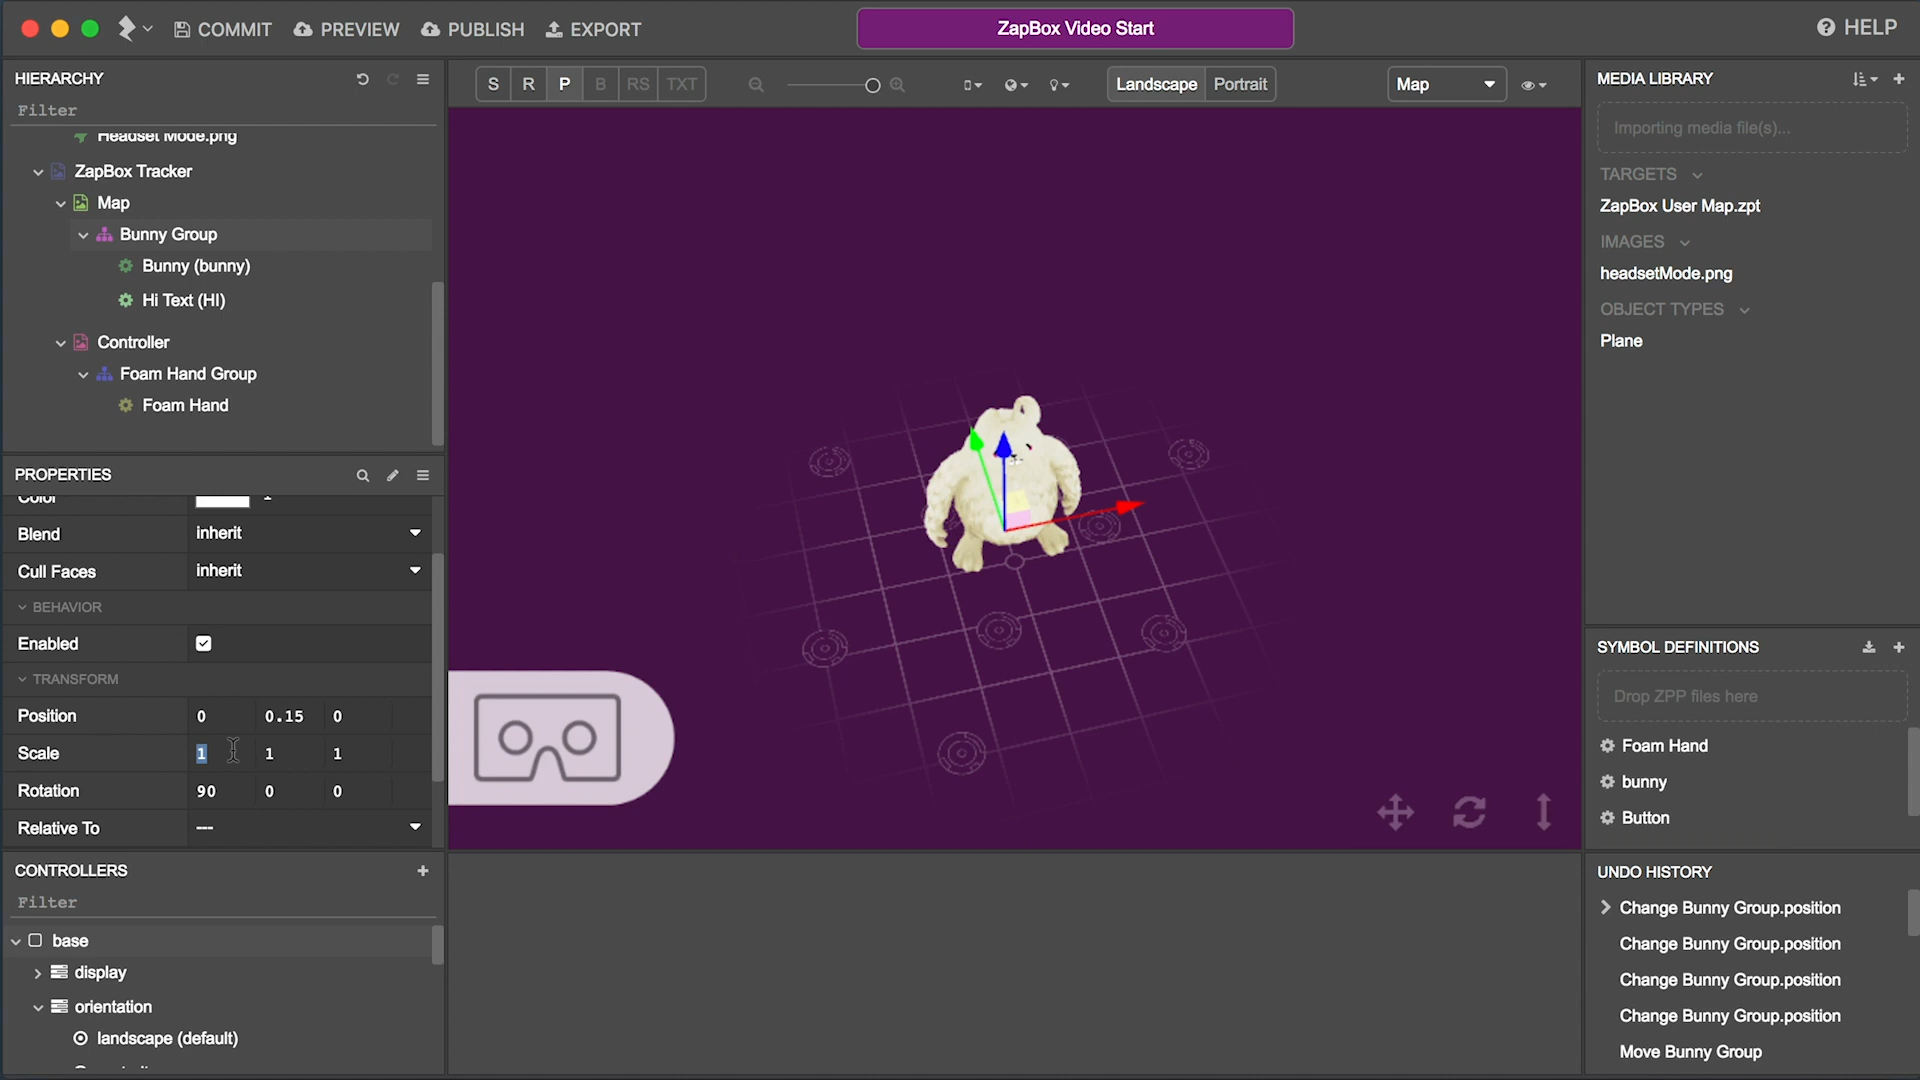 COMMIT PREVIEW PUBLISH EXPORT ZapBox Video Start HELP
HIERARCHY
Filter
Headset Mode.png
ZapBox Tracker
Map
Bunny Group
Bunny (bunny)
Hi Text (HI)
Controller
Foam Hand Group
Foam Hand
PROPERTIES
Color 1
Blend inherit
Cull Faces inherit
BEHAVIOR
Enabled
TRANSFORM
Position 0 0.15 0
Scale 1 1 1
Rotation 90 0 0
Relative To ---
CONTROLLERS
Filter
base
display
orientation
landscape (default)
S R P B RS TXT Landscape Portrait Map
MEDIA LIBRARY
Importing media file(s)...
TARGETS
ZapBox User Map.zpt
IMAGES
headsetMode.png
OBJECT TYPES
Plane
SYMBOL DEFINITIONS
Drop ZPP files here
Foam Hand
bunny
Button
UNDO HISTORY
Change Bunny Group.position
Change Bunny Group.position
Change Bunny Group.position
Change Bunny Group.position
Move Bunny Group